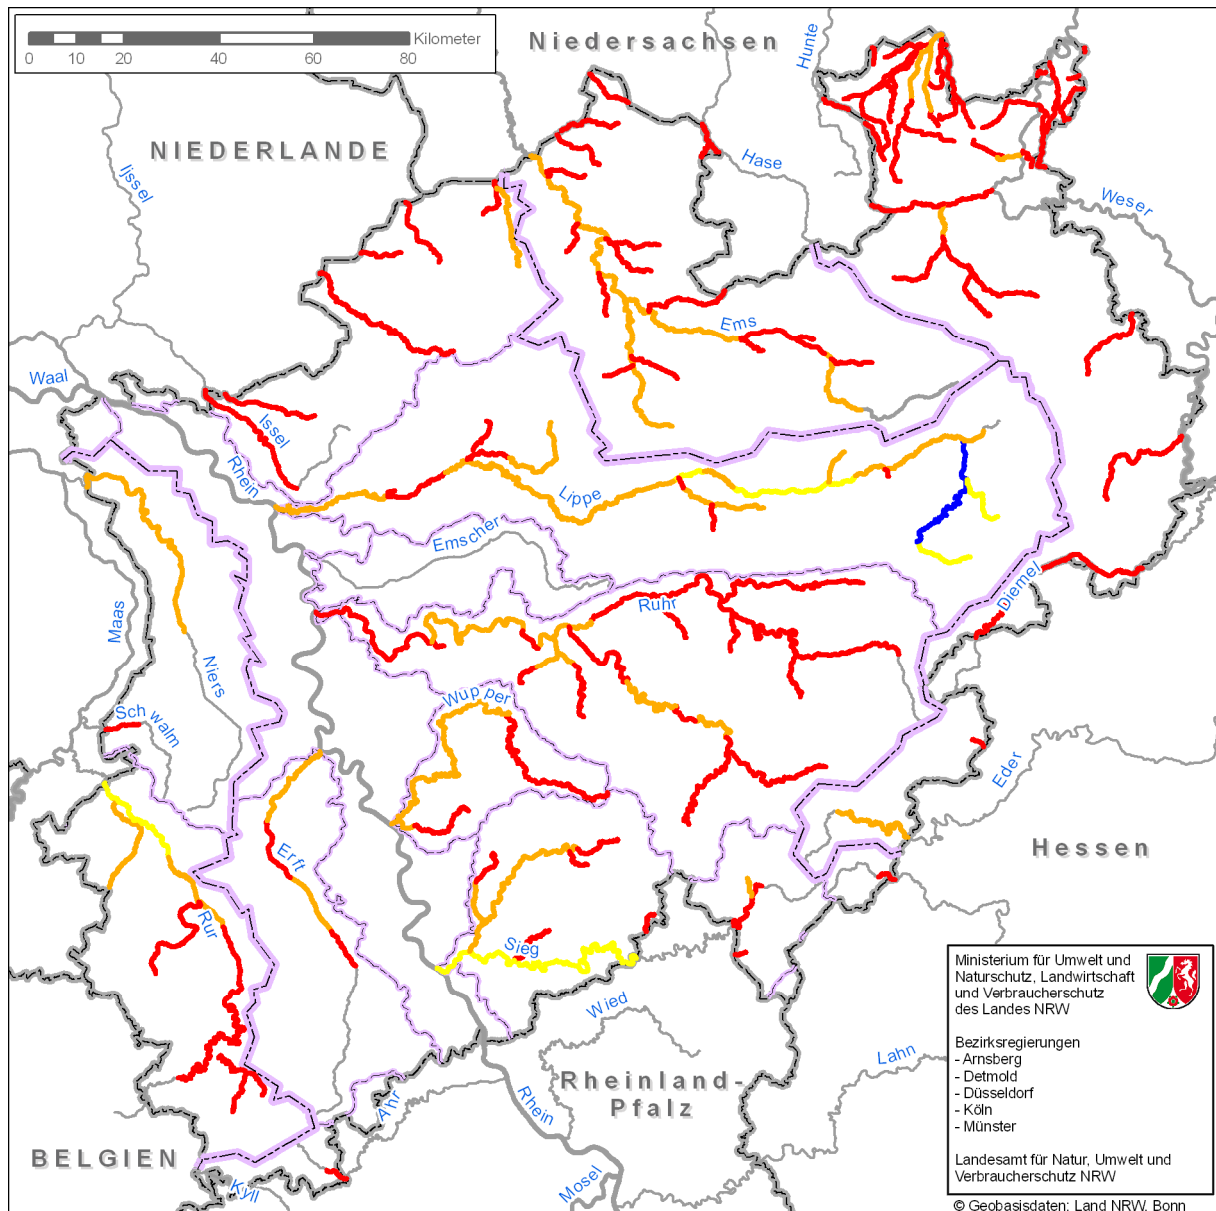 Kilometer
0 10 20 40 60 80
Niedersachsen
Hunte
NIEDERLANDE
Ijssel
Hase
Weser
Ems
Waal
Issel
Rhein
Lippe
Emscher
Maas
Ruhr
Diemel
Niers
Schwalm
Wupper
Eder
Hessen
Erft
Rur
Sieg
Wied
Lahn
Rheinland-
Pfalz
Rhein
Ahr
BELGIEN
Kyll
Mosel
Ministerium für Umwelt und
Naturschutz, Landwirtschaft
und Verbraucherschutz
des Landes NRW
Bezirksregierungen
- Arnsberg
- Detmold
- Düsseldorf
- Köln
- Münster
Landesamt für Natur, Umwelt und
Verbraucherschutz NRW
© Geobasisdaten: Land NRW, Bonn